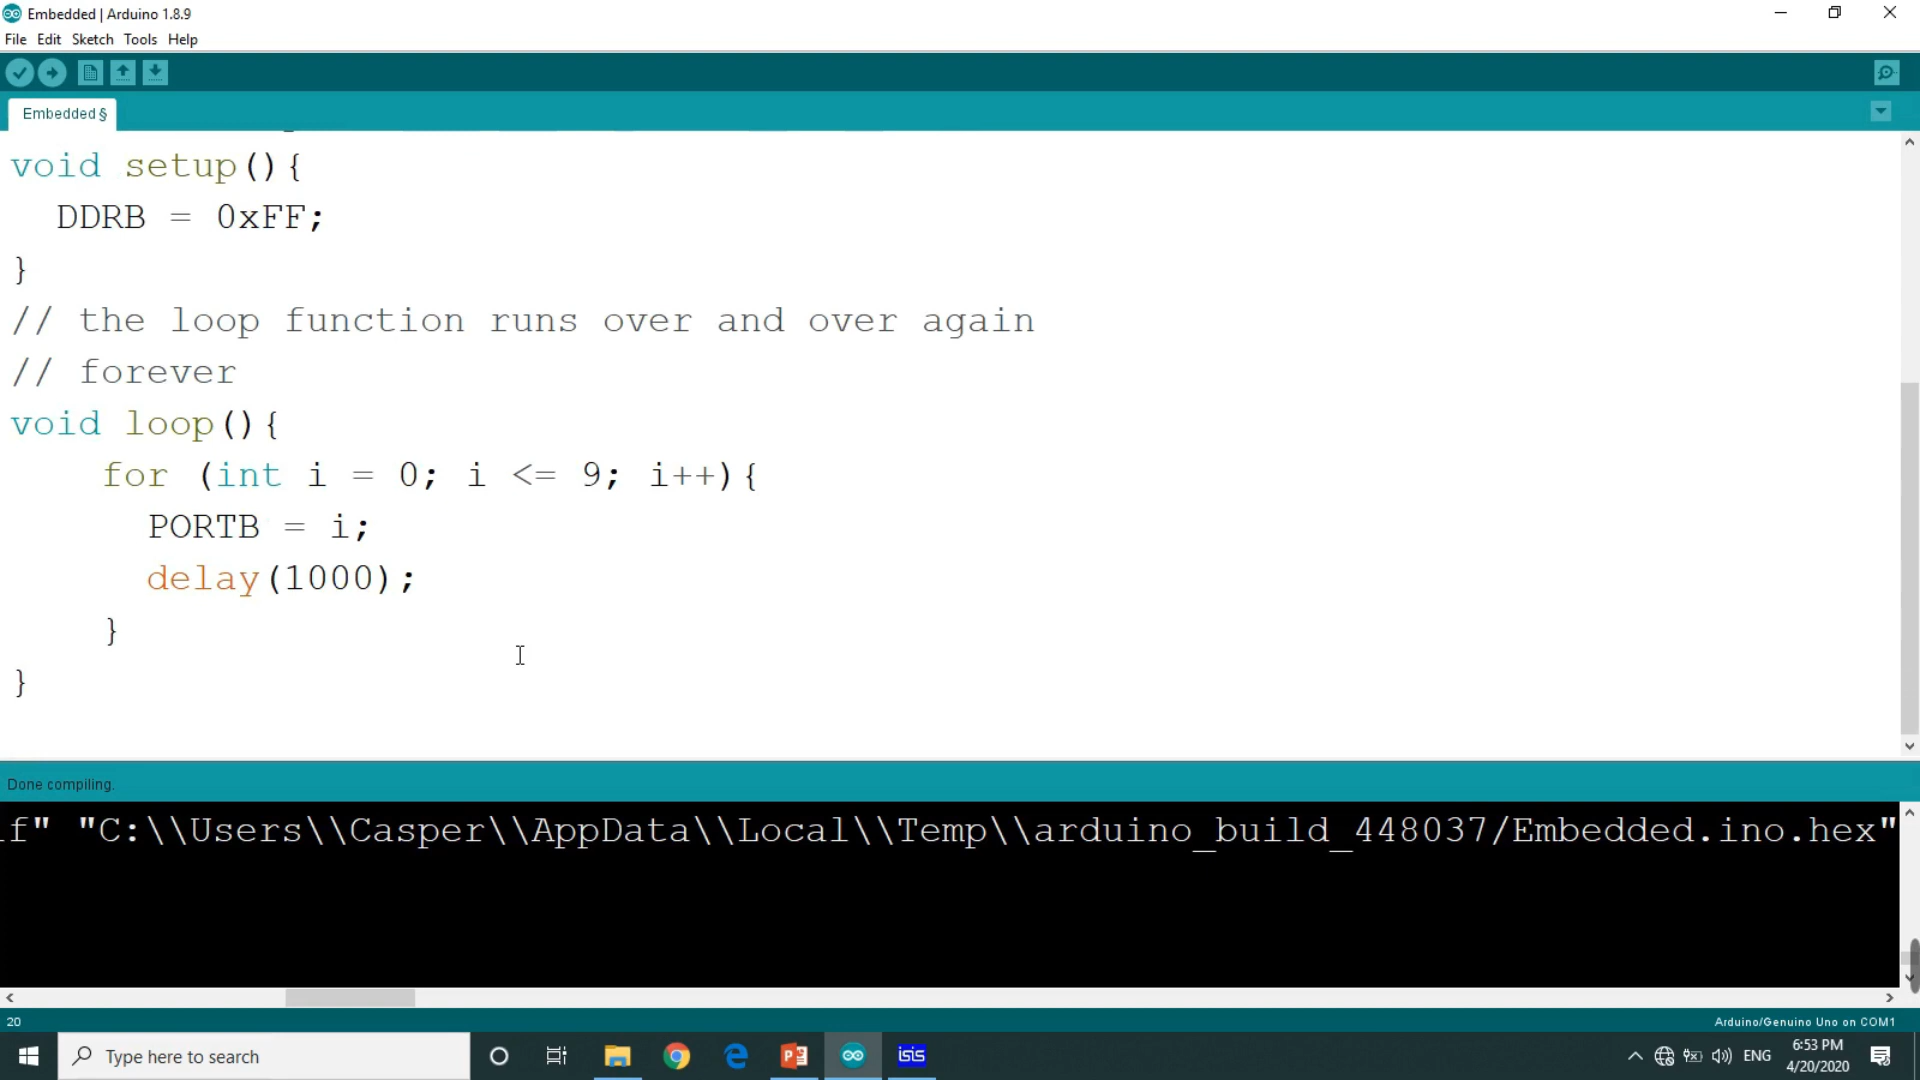 Embedded | Arduino 1.8.9
File Edit Sketch Tools Help
Embedded §
void setup(){
DDRB = 0xFF;
}
// the loop function runs over and over again
// forever
void loop(){
for (int i = 0; i <= 9; i++){
PORTB = i;
delay(1000);
}
}
Done compiling.
f" "C:\\Users\\Casper\\AppData\\Local\\Temp\\arduino_build_448037/Embedded.ino.hex"
20
Arduino/Genuino Uno on COM1
Type here to search
isis
ENG
6:53 PM
4/20/2020